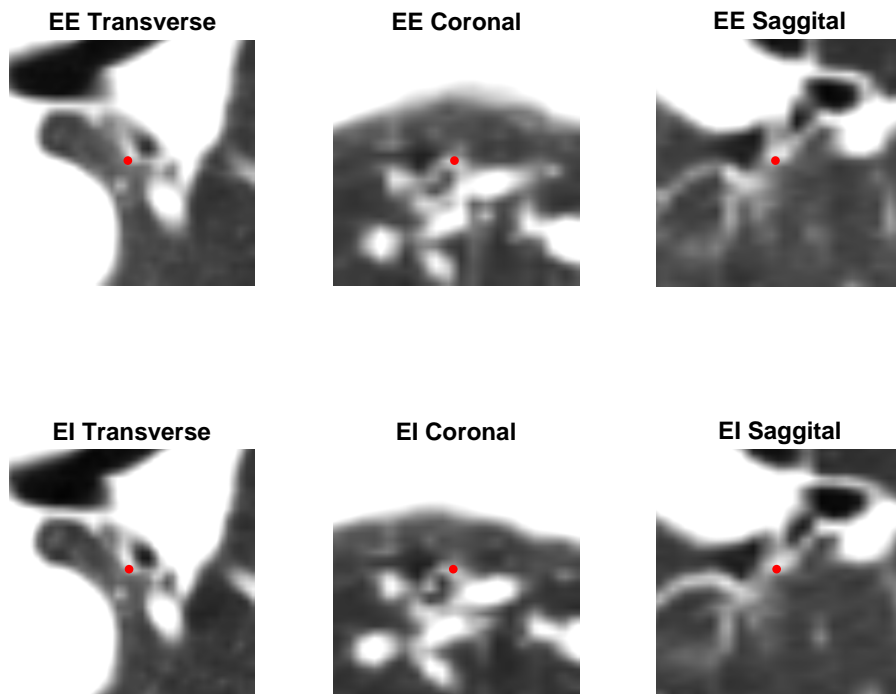 EE Transverse
EE Coronal
EE Saggital
EI Transverse
EI Coronal
EI Saggital